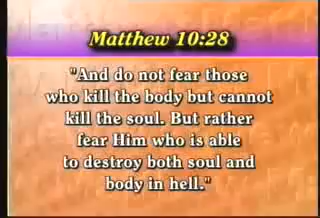 Matthew 10:28
"And do not fear those
who kill the body but cannot
kill the soul. But rather
fear Him who is able
to destroy both soul and
body in hell."